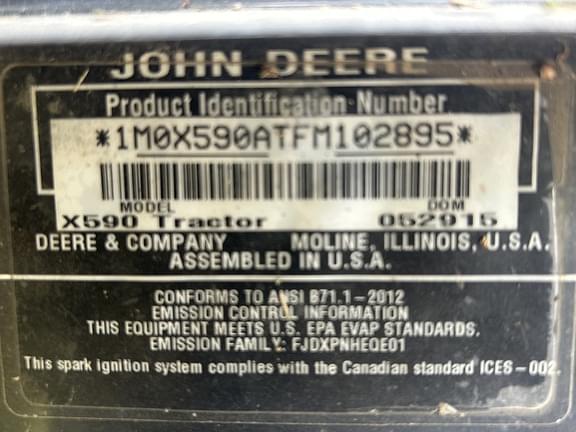 JOHN DEERE
Product Identification Number
*1M0X590ATFM102895*
MODEL DOM
X590 Tractor 052915
DEERE & COMPANY MOLINE, ILLINOIS, U.S.A.
ASSEMBLED IN U.S.A.
CONFORMS TO ANSI B71.1-2012
EMISSION CONTROL INFORMATION
THIS EQUIPMENT MEETS U.S. EPA EVAP STANDARDS.
EMISSION FAMILY: FJDXPNHEQE01
This spark ignition system complies with the Canadian standard ICES-002.